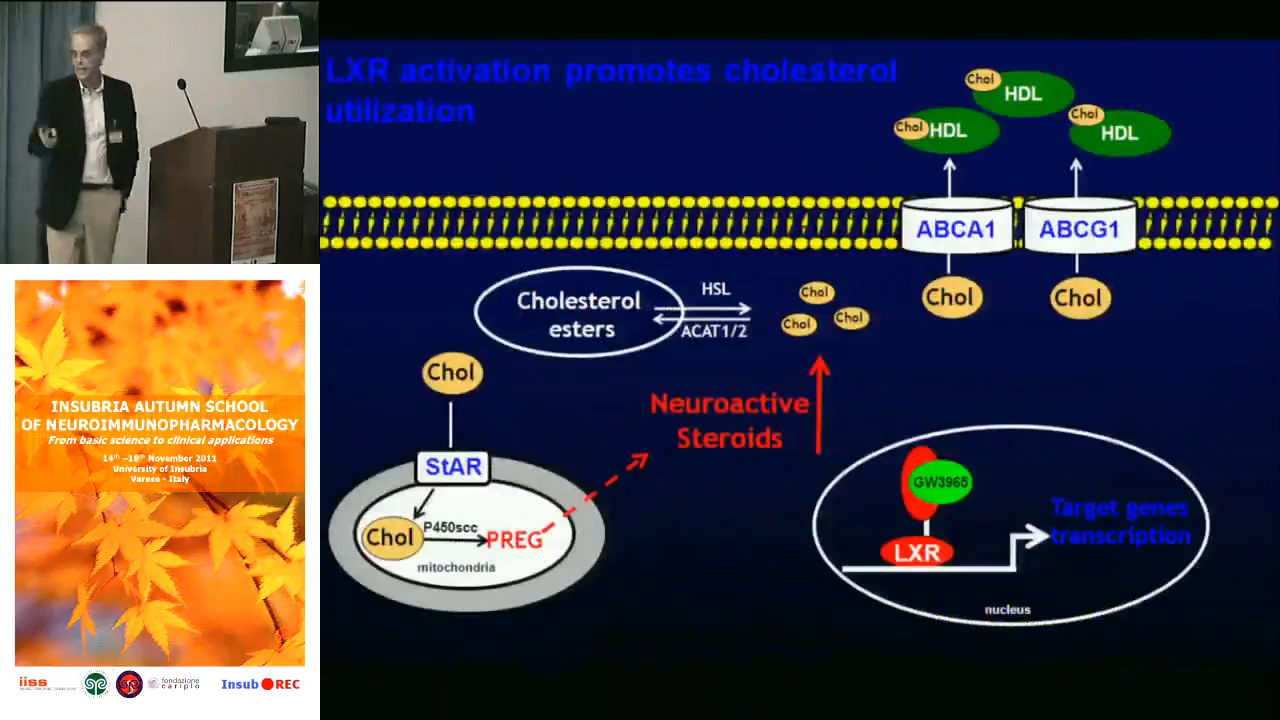 LXR activation promotes cholesterol
utilization
Chol
HDL
Chol
HDL
Chol
HDL
ABCA1
ABCG1
Chol
Chol
Cholesterol
esters
HSL
ACAT1/2
Chol
Chol
Chol
Chol
StAR
Chol
P450scc
PREG
mitochondria
Neuroactive
Steroids
GW3965
LXR
Target genes
transcription
nucleus
INSUBRIA AUTUMN SCHOOL
OF NEUROIMMUNOPHARMACOLOGY
From basic science to clinical applications
14th –18th November 2011
University of Insubria
Varese - Italy
iiss
fondazione
cariplo
Insub REC